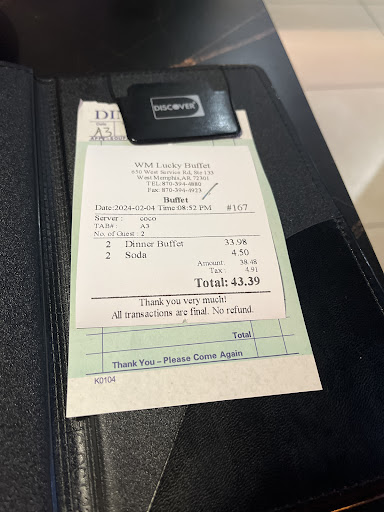 DISCOVER
DI
A3
WM Lucky Buffet
650 West Service Rd, Ste 135
West Memphis,AR 72301
TEL:870-394-4880
Fax: 870-394-4923
Buffet
Date:2024-02-04 Time 08:52 PM #167
Server : coco
TAB# : A3
No. of Guest : 2
2 Dinner Buffet 33.98
2 Soda 4.50
Amount: 38.48
Tax : 4.91
Total: 43.39
Thank you very much!
All transactions are final. No refund.
Total
Thank You – Please Come Again
K0104